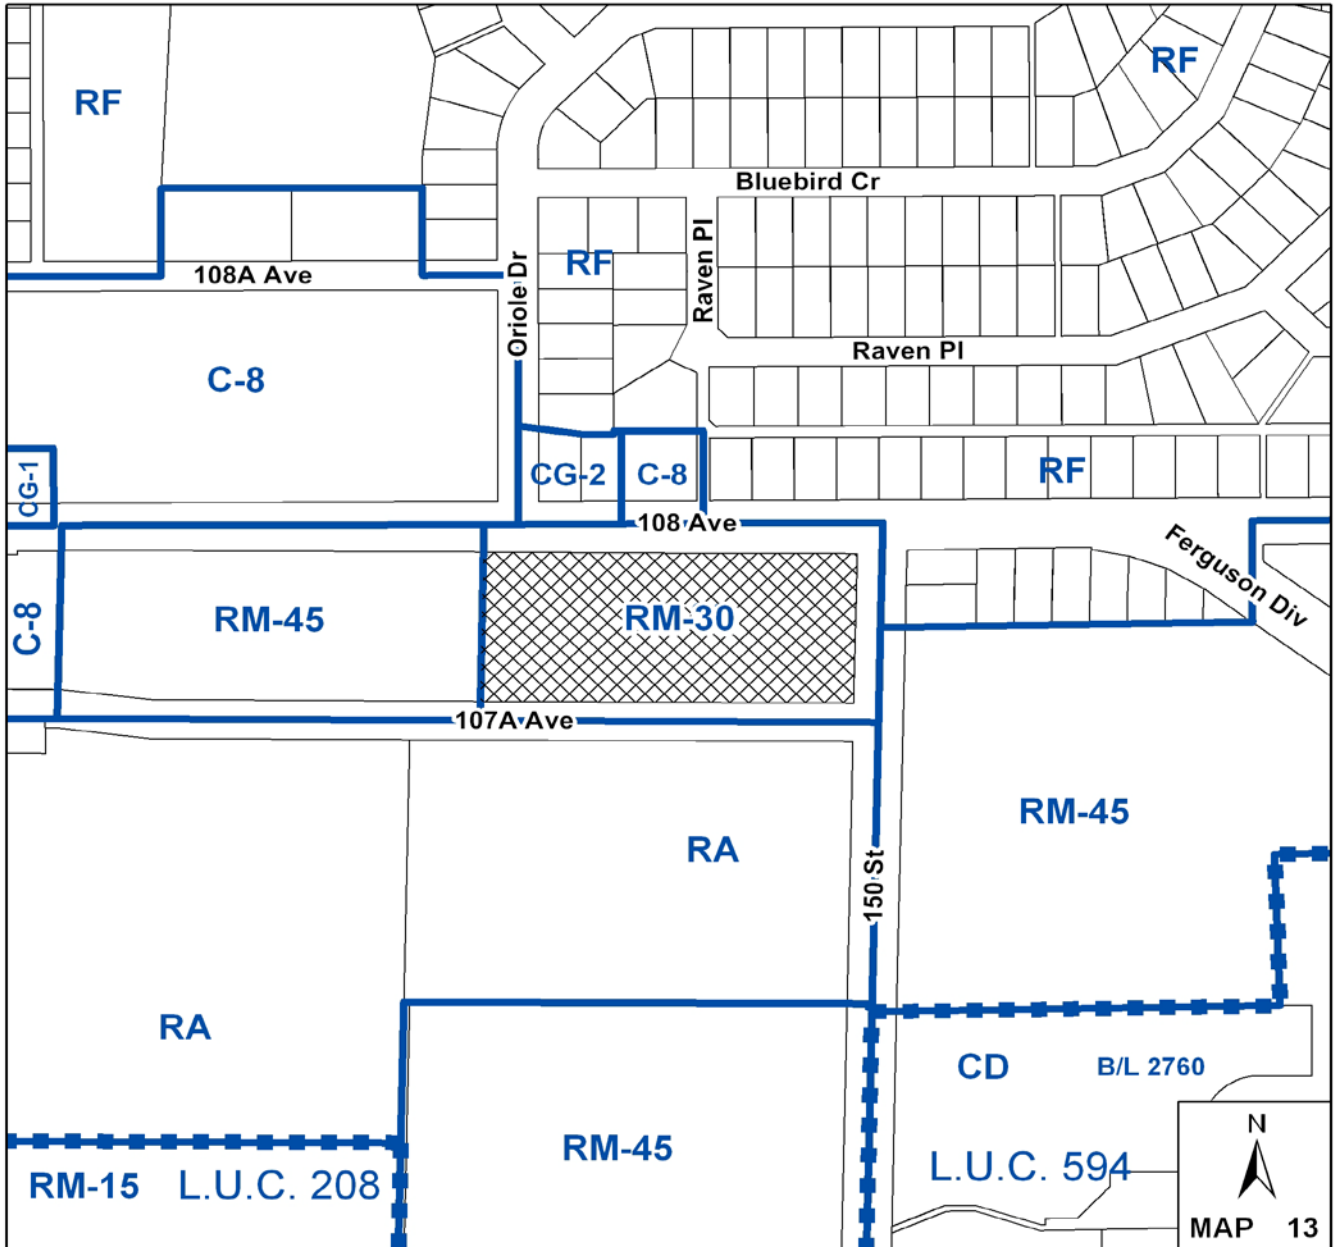 RF
RF
Bluebird Cr
RF
Raven Pl
108A Ave
Oriole Dr
Raven Pl
C-8
CG-1
CG-2
C-8
RF
108 Ave
Ferguson Div
C-8
RM-45
RM-30
107A Ave
RM-45
RA
150 St
RA
CD
B/L 2760
RM-45
L.U.C. 594
RM-15
L.U.C. 208
N
MAP 13